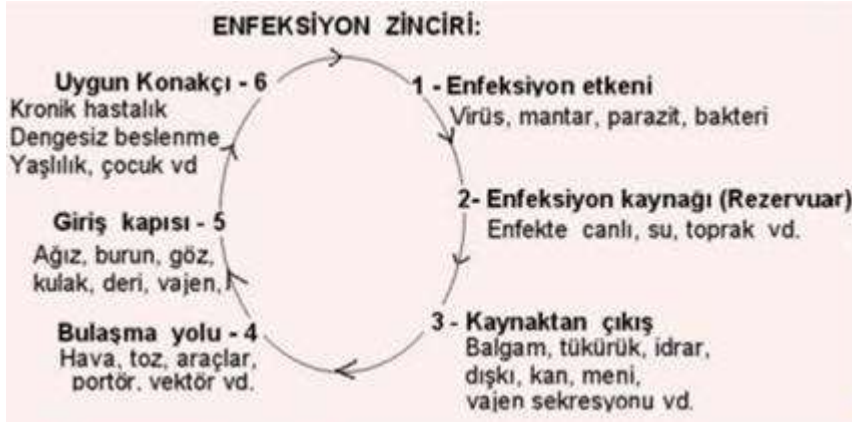 ENFEKSİYON ZİNCİRİ:
1 - Enfeksiyon etkeni
Virüs, mantar, parazit, bakteri
2- Enfeksiyon kaynağı (Rezervuar)
Enfekte canlı, su, toprak vd.
3 - Kaynaktan çıkış
Balgam, tükürük, idrar,
dışkı, kan, meni,
vajen sekresyonu vd.
Bulaşma yolu - 4
Hava, toz, araçlar,
portör, vektör vd.
Giriş kapısı - 5
Ağız, burun, göz,
kulak, deri, vajen,
Uygun Konakçı - 6
Kronik hastalık
Dengesiz beslenme
Yaşlılık, çocuk vd